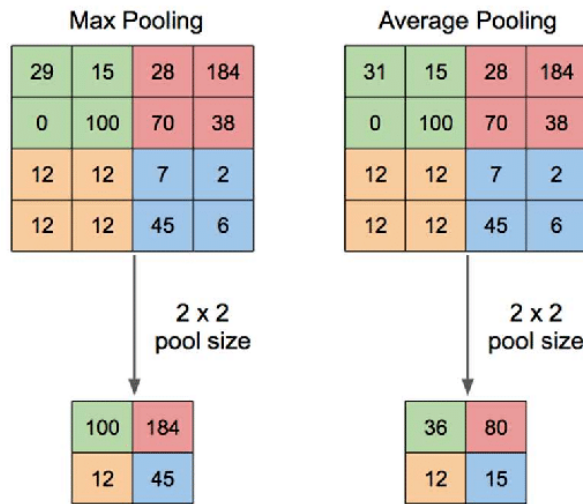 Max Pooling
29 15 28 184
0 100 70 38
12 12 7 2
12 12 45 6
2 x 2
pool size
100 184
12 45
Average Pooling
31 15 28 184
0 100 70 38
12 12 7 2
12 12 45 6
2 x 2
pool size
36 80
12 15